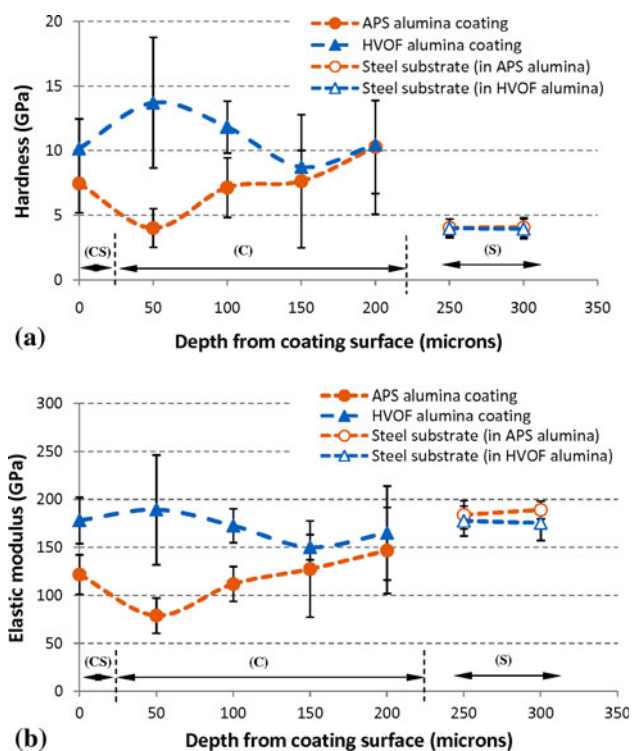 APS alumina coating
HVOF alumina coating
Steel substrate (in APS alumina)
Steel substrate (in HVOF alumina)
Hardness (GPa)
20
15
10
5
0
(CS)
(C)
(S)
0 50 100 150 200 250 300 350
(a) Depth from coating surface (microns)
APS alumina coating
HVOF alumina coating
Steel substrate (in APS alumina)
Steel substrate (in HVOF alumina)
Elastic modulus (GPa)
300
250
200
150
100
50
0
(CS)
(C)
(S)
0 50 100 150 200 250 300 350
(b) Depth from coating surface (microns)